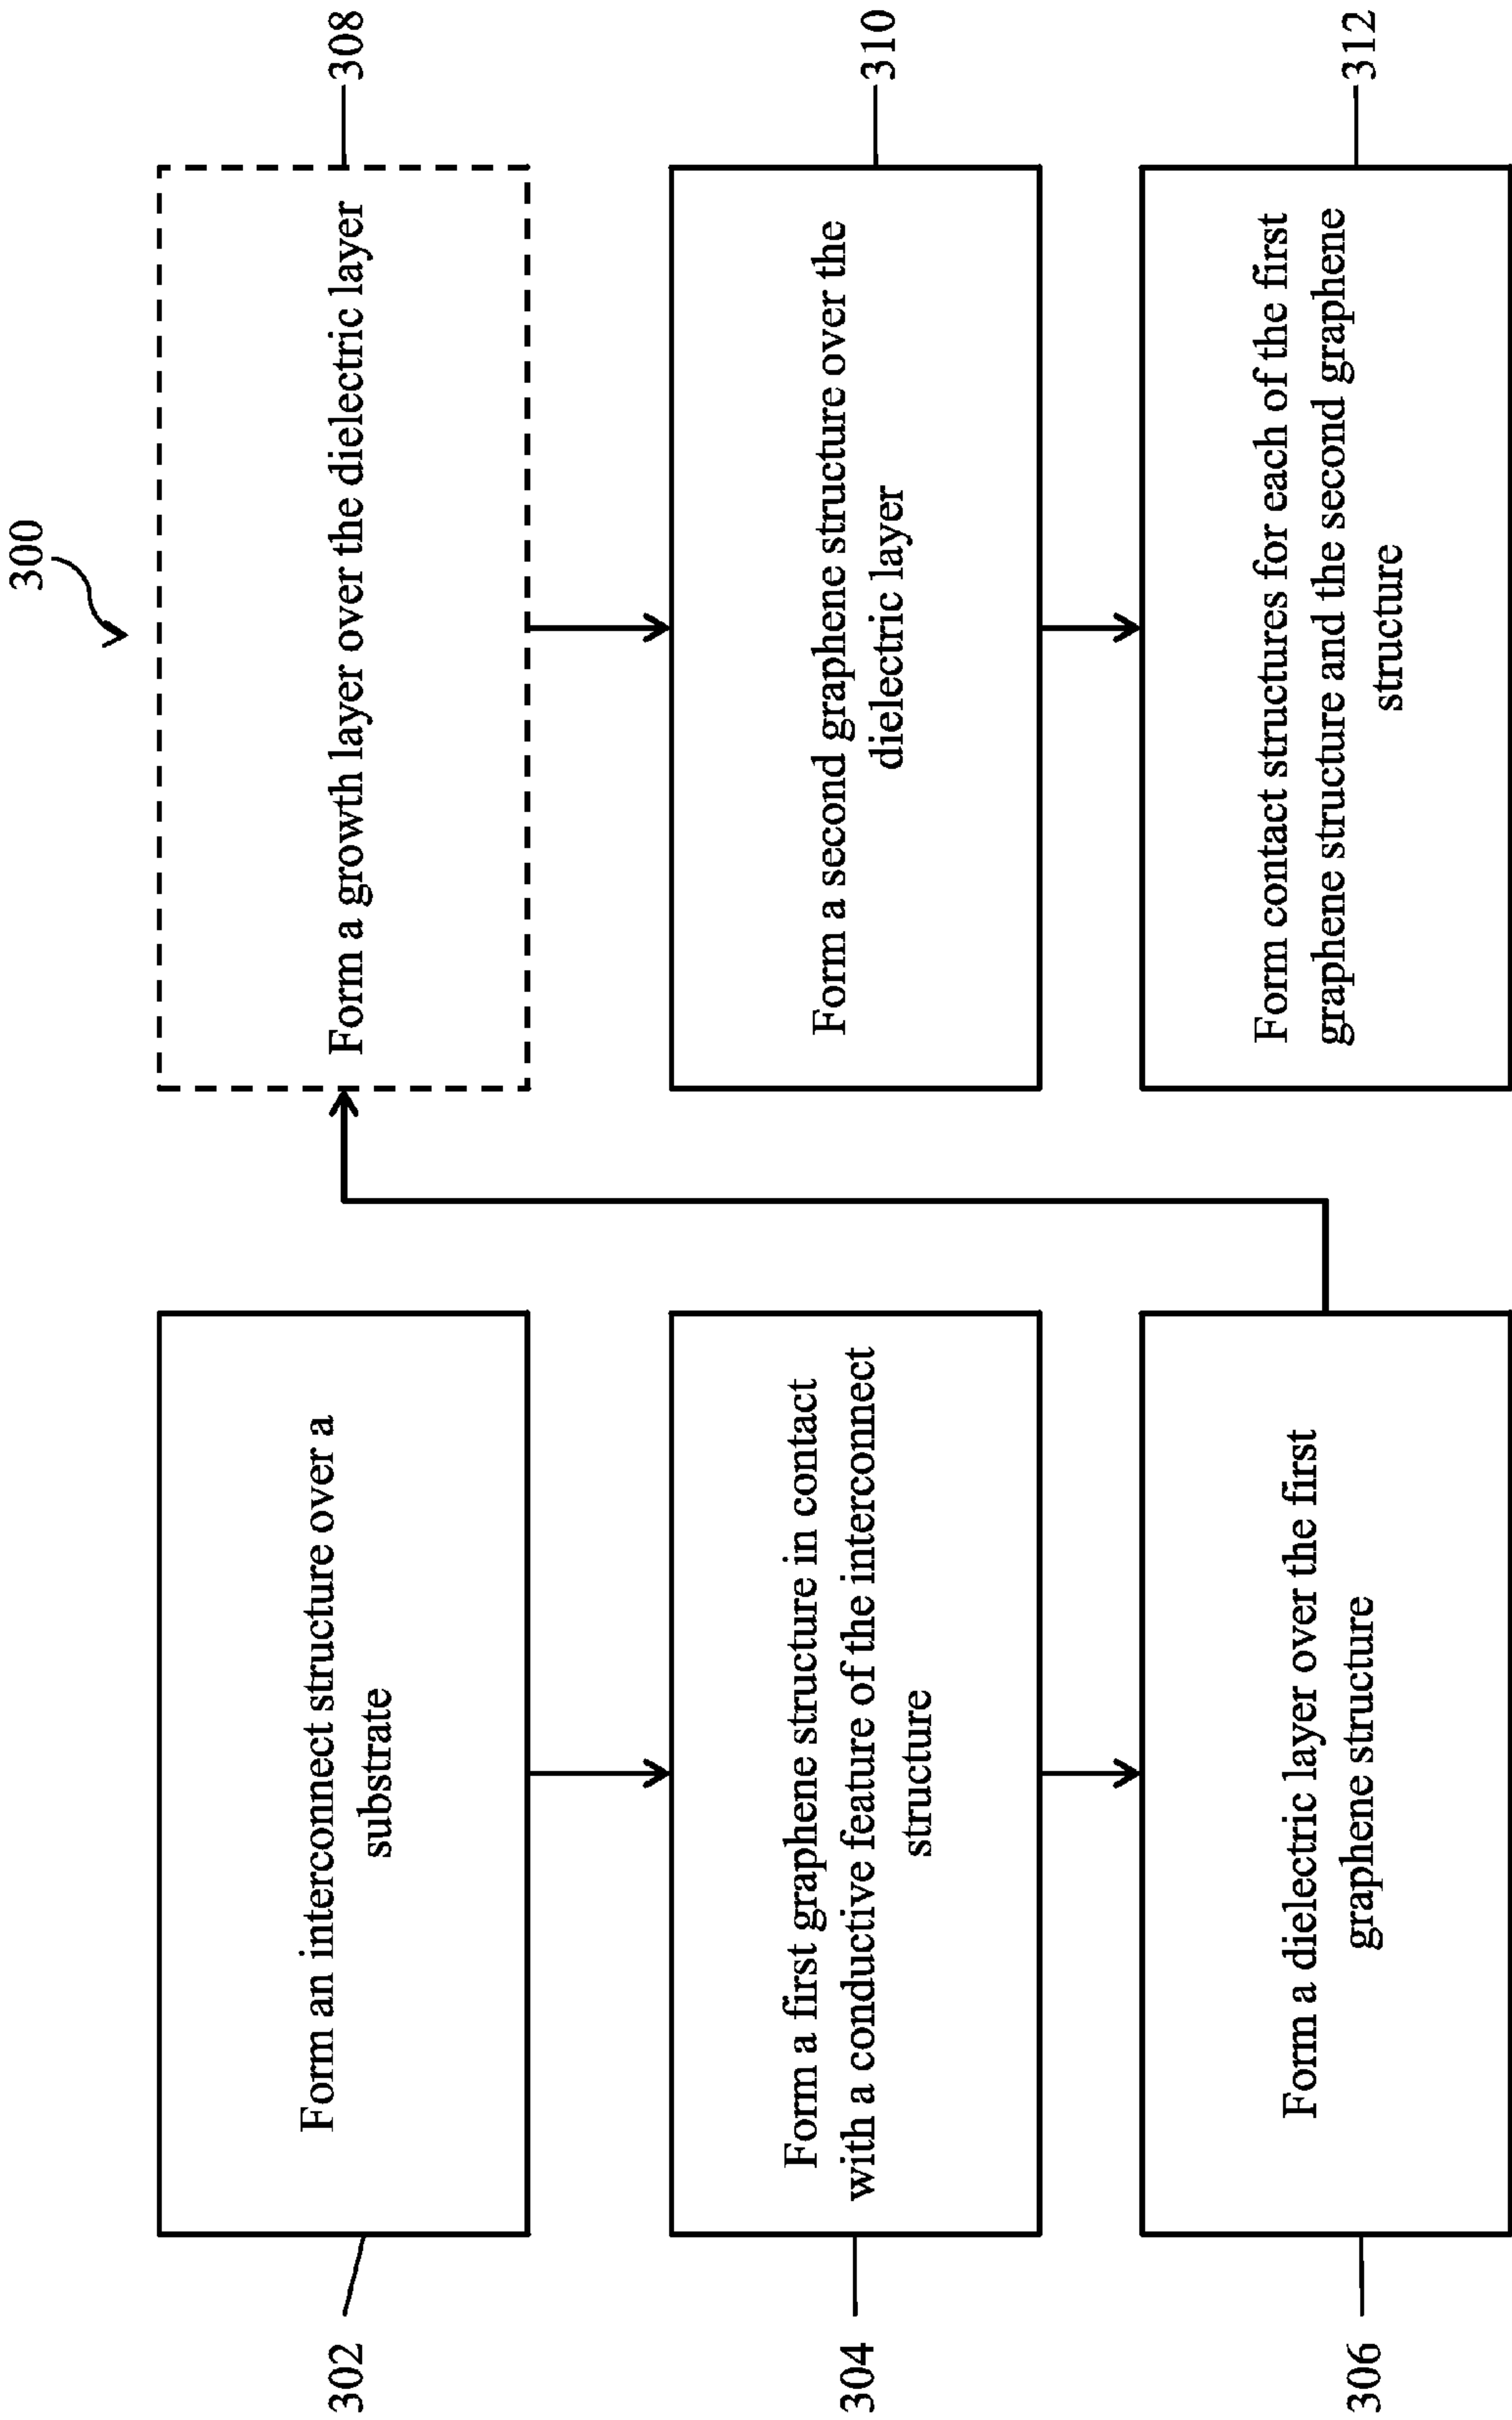 300
302
Form an interconnect structure over a
substrate
304
Form a first graphene structure in contact
with a conductive feature of the interconnect
structure
306
Form a dielectric layer over the first
graphene structure
Form a growth layer over the dielectric layer
308
Form a second graphene structure over the
dielectric layer
310
Form contact structures for each of the first
graphene structure and the second graphene
structure
312